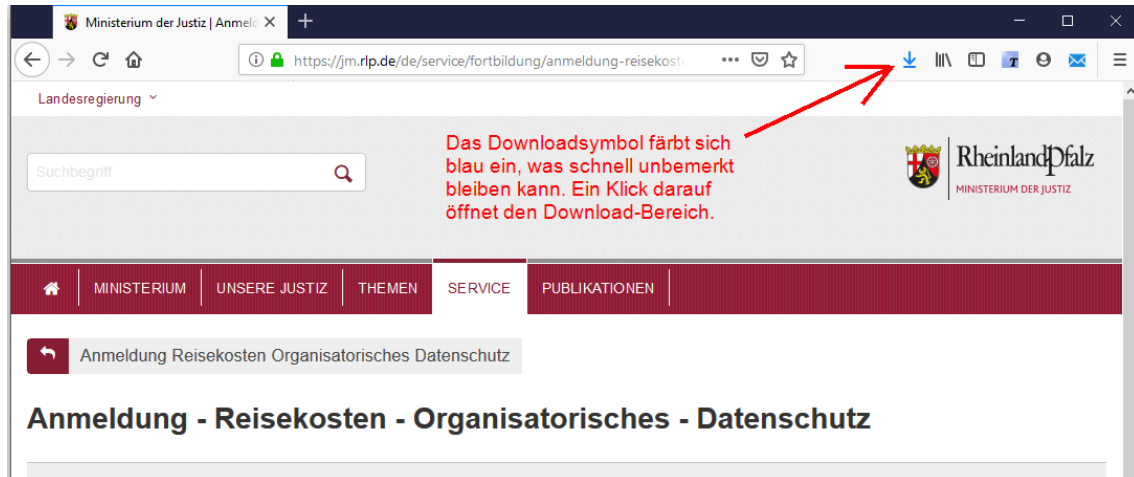 Ministerium der Justiz | Anmeld
https://jm.rlp.de/de/service/fortbildung/anmeldung-reisekost
Landesregierung
Suchbegriff
Das Downloadsymbol färbt sich
blau ein, was schnell unbemerkt
bleiben kann. Ein Klick darauf
öffnet den Download-Bereich.
RheinlandPfalz
MINISTERIUM DER JUSTIZ
MINISTERIUM UNSERE JUSTIZ THEMEN SERVICE PUBLIKATIONEN
Anmeldung Reisekosten Organisatorisches Datenschutz
Anmeldung - Reisekosten - Organisatorisches - Datenschutz